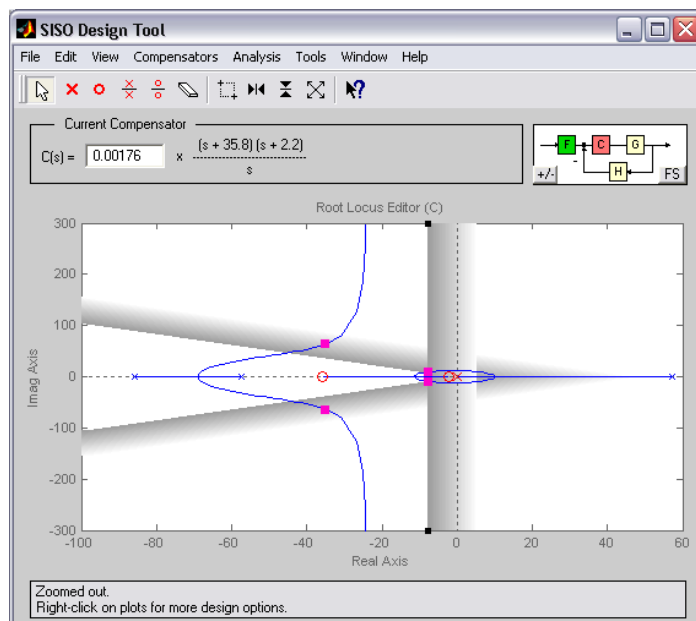 SISO Design Tool
File Edit View Compensators Analysis Tools Window Help
Current Compensator
C(s) = 0.00176 x (s + 35.8) (s + 2.2)
s
F C G
-
H
+/- FS
Root Locus Editor (C)
300
200
100
0
-100
-200
-300
Imag Axis
-100 -80 -60 -40 -20 0 20 40 60
Real Axis
Zoomed out.
Right-click on plots for more design options.